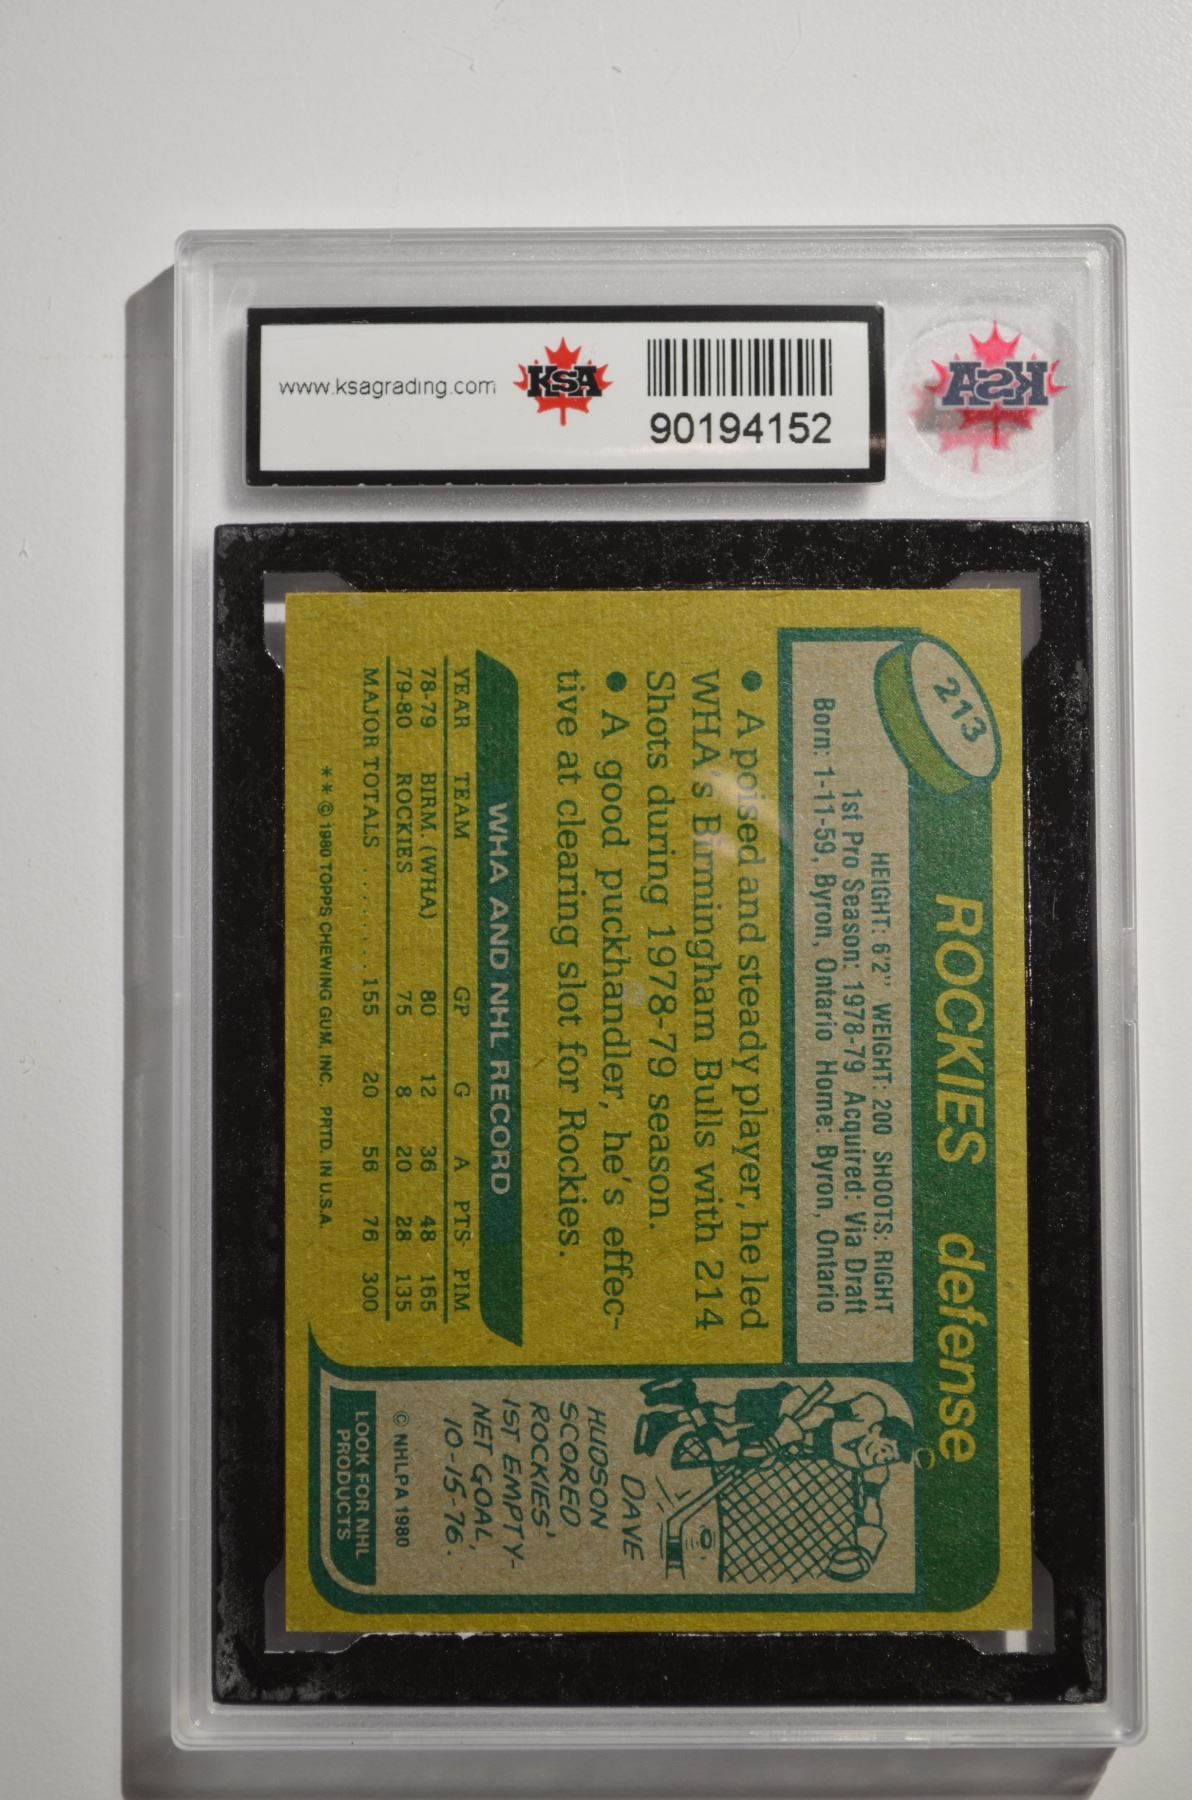 www.ksagrading.com
KSA
90194152
KSA
213
ROCKIES defense
HEIGHT: 6'2" WEIGHT: 200 SHOOTS: RIGHT
1st Pro Season: 1978-79 Acquired: Via Draft
Born: 1-11-59, Byron, Ontario Home: Byron, Ontario
● A poised and steady player, he led
WHA's Birmingham Bulls with 214
Shots during 1978-79 season.
● A good puckhandler, he's effec-
tive at clearing slot for Rockies.
WHA AND NHL RECORD
YEAR TEAM GP G A PTS. PIM
78-79 BIRM. (WHA) 80 12 36 48 165
79-80 ROCKIES 75 8 20 28 135
MAJOR TOTALS ........ 155 20 56 76 300
** © 1980 TOPPS CHEWING GUM, INC. PRTD. IN U.S.A.
DAVE
HUDSON
SCORED
ROCKIES'
1ST EMPTY-
NET GOAL,
10-15-76.
© NHLPA 1980
LOOK FOR NHL
PRODUCTS